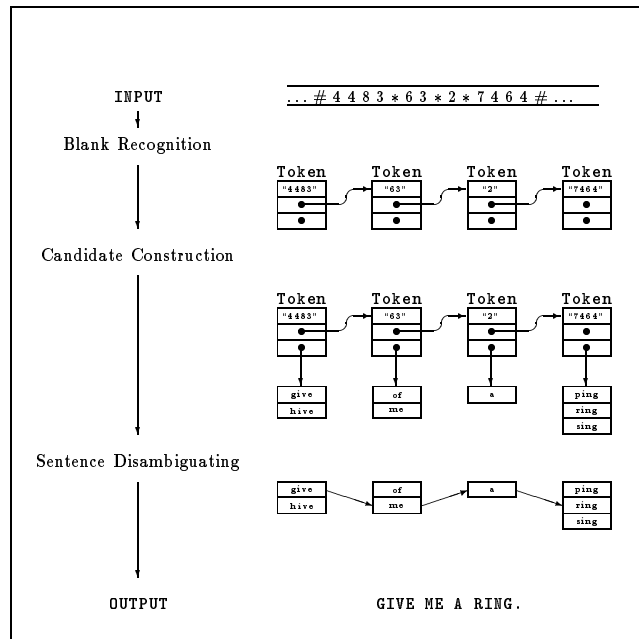 INPUT
... # 4 4 8 3 * 6 3 * 2 * 7 4 6 4 # ...
Blank Recognition
Token Token Token Token
"4483" "63" "2" "7464"
Candidate Construction
Token Token Token Token
"4483" "63" "2" "7464"
give of a ping
hive me ring
sing
Sentence Disambiguating
give of a ping
hive me ring
sing
OUTPUT GIVE ME A RING.